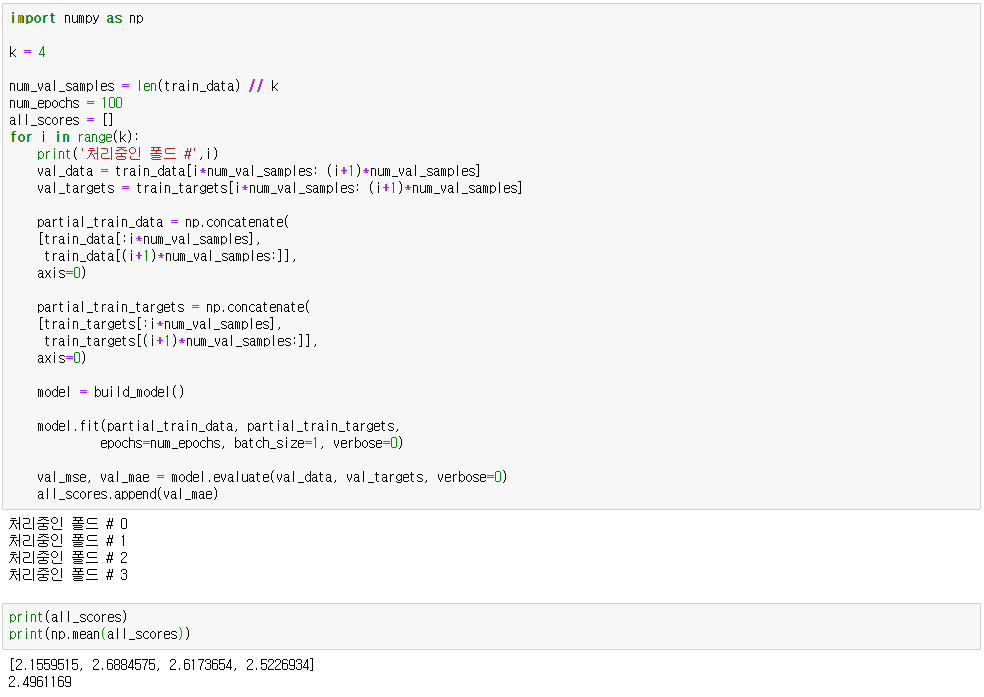 import numpy as np
k = 4
num_val_samples = len(train_data) // k
num_epochs = 100
all_scores = []
for i in range(k):
    print('처리중인 폴드 #',i)
    val_data = train_data[i*num_val_samples: (i+1)*num_val_samples]
    val_targets = train_targets[i*num_val_samples: (i+1)*num_val_samples]
    partial_train_data = np.concatenate(
    [train_data[:i*num_val_samples],
     train_data[(i+1)*num_val_samples:]],
    axis=0)
    partial_train_targets = np.concatenate(
    [train_targets[:i*num_val_samples],
     train_targets[(i+1)*num_val_samples:]],
    axis=0)
    model = build_model()
    model.fit(partial_train_data, partial_train_targets,
             epochs=num_epochs, batch_size=1, verbose=0)
    val_mse, val_mae = model.evaluate(val_data, val_targets, verbose=0)
    all_scores.append(val_mae)
처리중인 폴드 # 0
처리중인 폴드 # 1
처리중인 폴드 # 2
처리중인 폴드 # 3
print(all_scores)
print(np.mean(all_scores))
[2.1559515, 2.6884575, 2.6173654, 2.5226934]
2.4961169